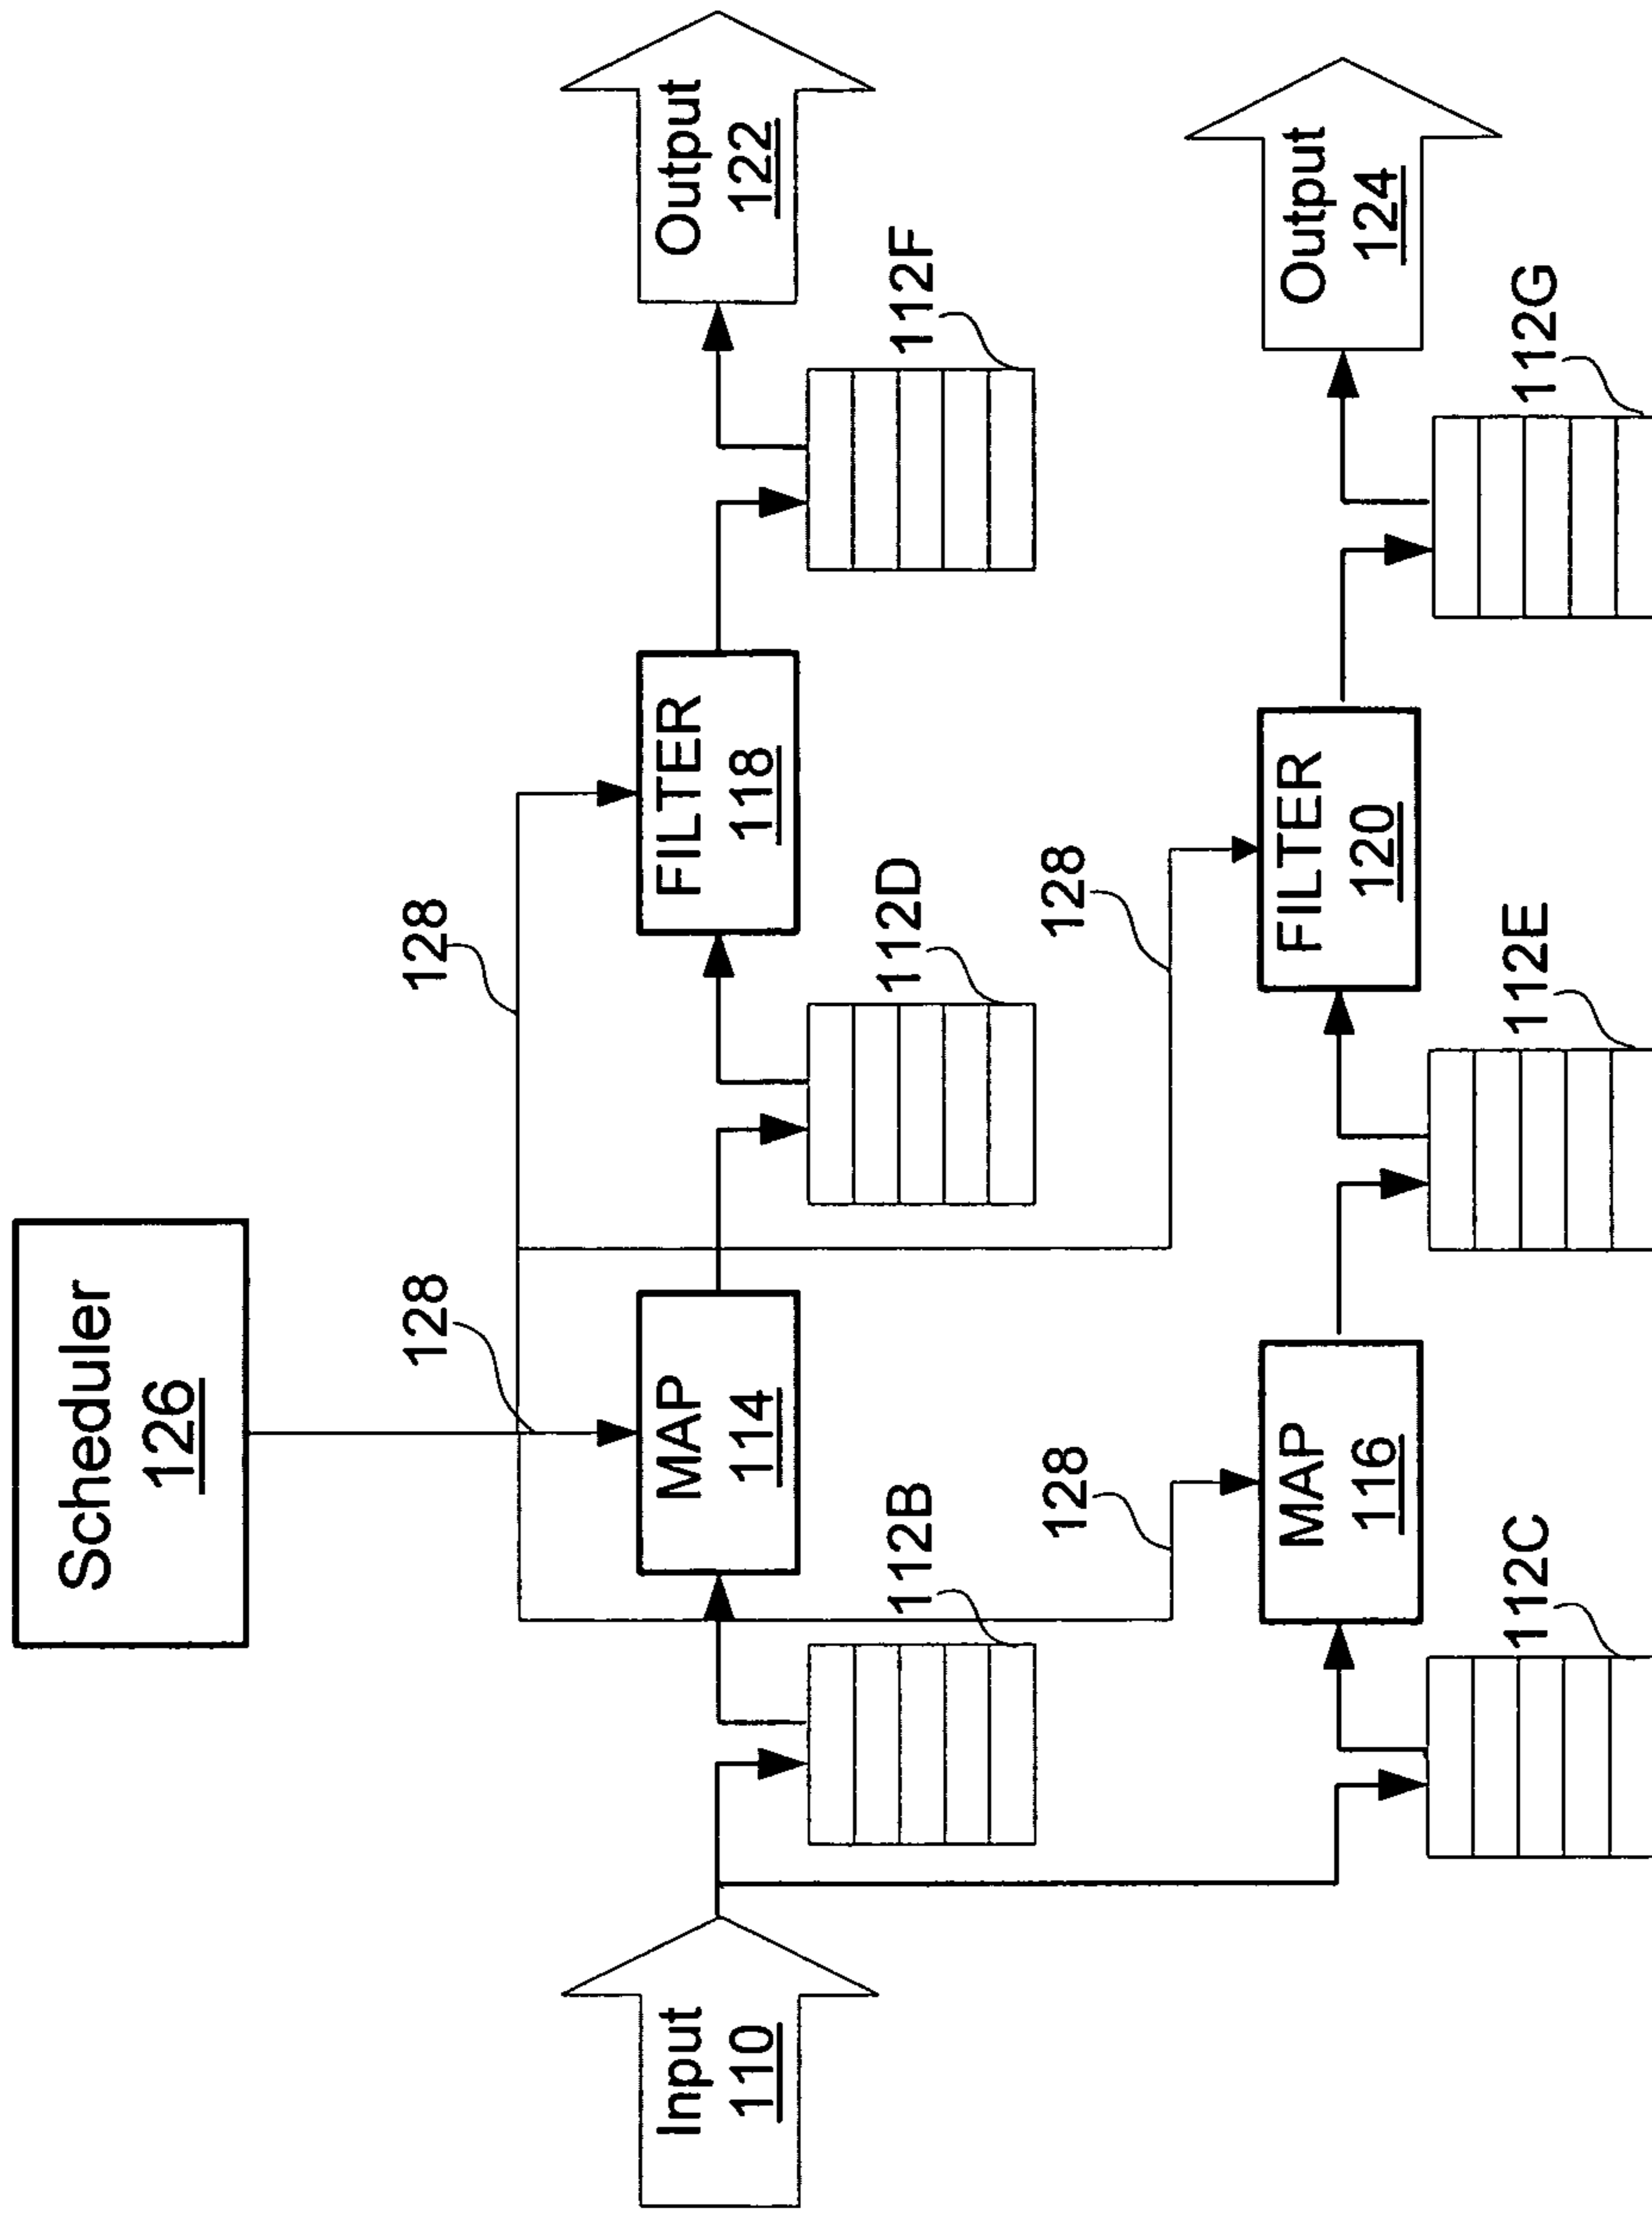 Scheduler
126
128
128
Input
110
MAP
114
FILTER
118
Output
122
112B
112D
112F
128
128
MAP
116
FILTER
120
Output
124
112C
112E
112G